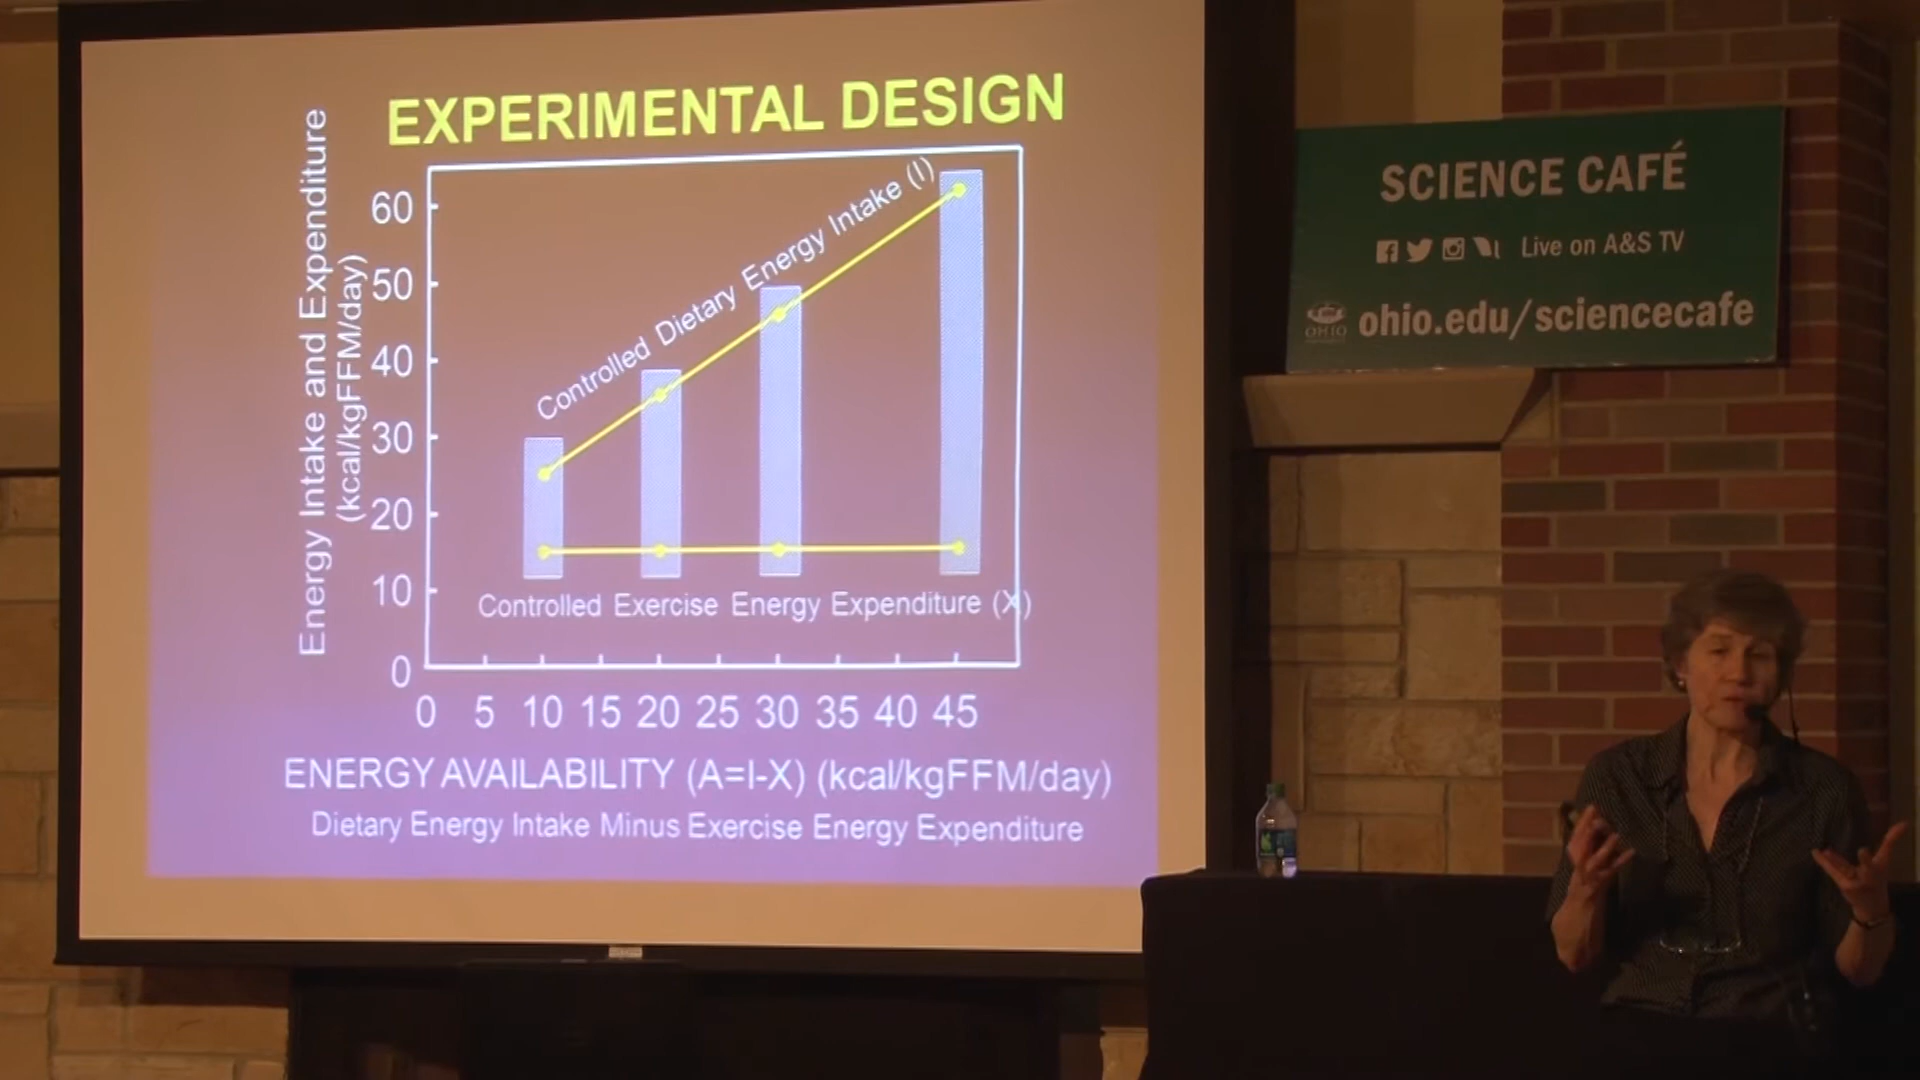 EXPERIMENTAL DESIGN
Energy Intake and Expenditure
(kcal/kgFFM/day)
60
50
40
30
20
10
0
Controlled Dietary Energy Intake (I)
Controlled Exercise Energy Expenditure (X)
0 5 10 15 20 25 30 35 40 45
ENERGY AVAILABILITY (A=I-X) (kcal/kgFFM/day)
Dietary Energy Intake Minus Exercise Energy Expenditure
SCIENCE CAFÉ
Live on A&S TV
OHIO
ohio.edu/sciencecafe